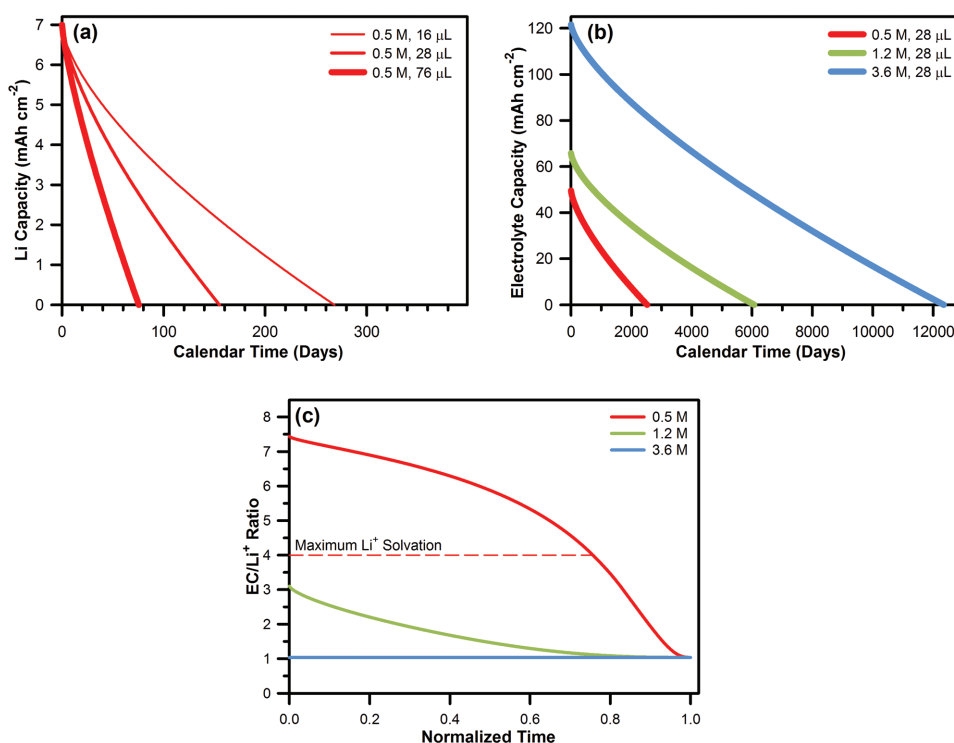 (a)
0.5 M, 16 μL
0.5 M, 28 μL
0.5 M, 76 μL
7
6
5
4
3
2
1
0
Li Capacity (mAh cm⁻²)
0
100
200
300
Calendar Time (Days)
(b)
0.5 M, 28 μL
1.2 M, 28 μL
3.6 M, 28 μL
120
100
80
60
40
20
0
Electrolyte Capacity (mAh cm⁻²)
0
2000
4000
6000
8000
10000
12000
Calendar Time (Days)
(c)
0.5 M
1.2 M
3.6 M
8
7
6
5
4
3
2
1
0
EC/Li⁺ Ratio
Maximum Li⁺ Solvation
0.0
0.2
0.4
0.6
0.8
1.0
Normalized Time